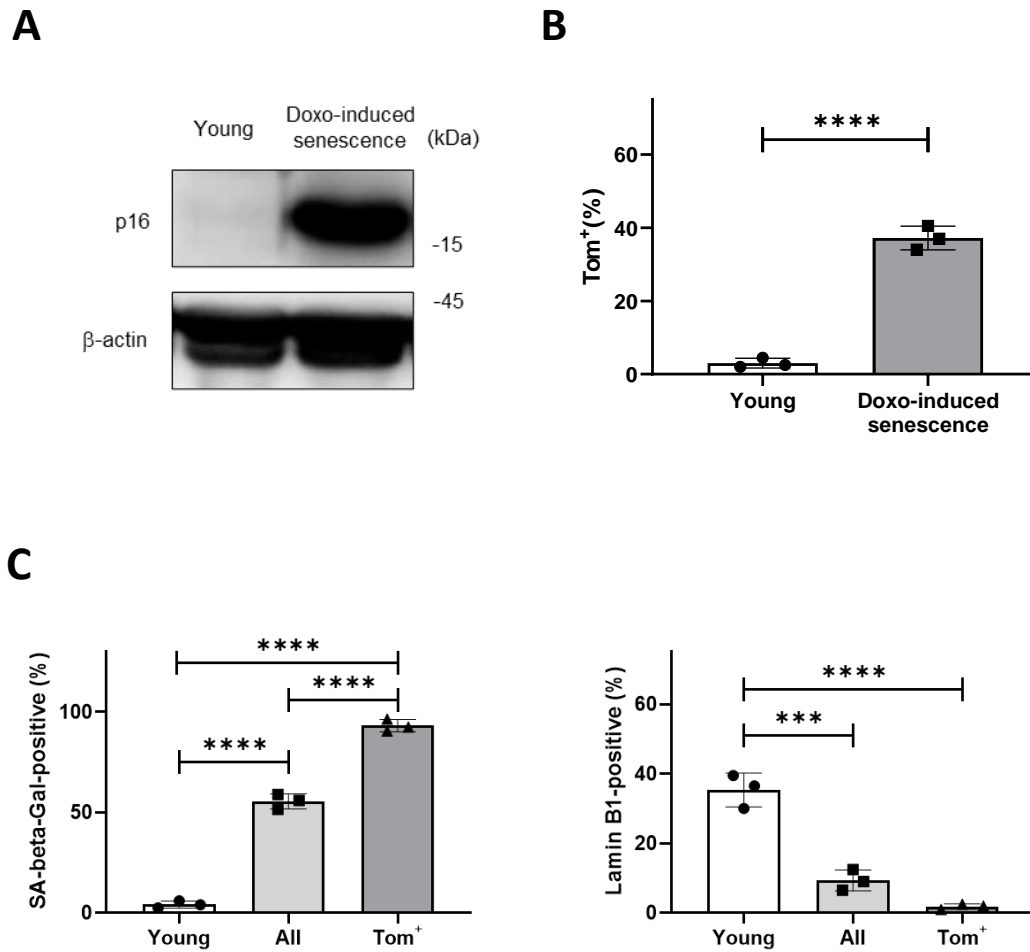 A
Young
Doxo-induced
senescence
(kDa)
p16
-15
-45
β-actin
B
****
Tom+(%)
60
40
20
0
Young
Doxo-induced
senescence
C
SA-beta-Gal-positive (%)
****
****
****
100
50
0
Young
All
Tom+
Lamin B1-positive (%)
****
***
60
40
20
0
Young
All
Tom+